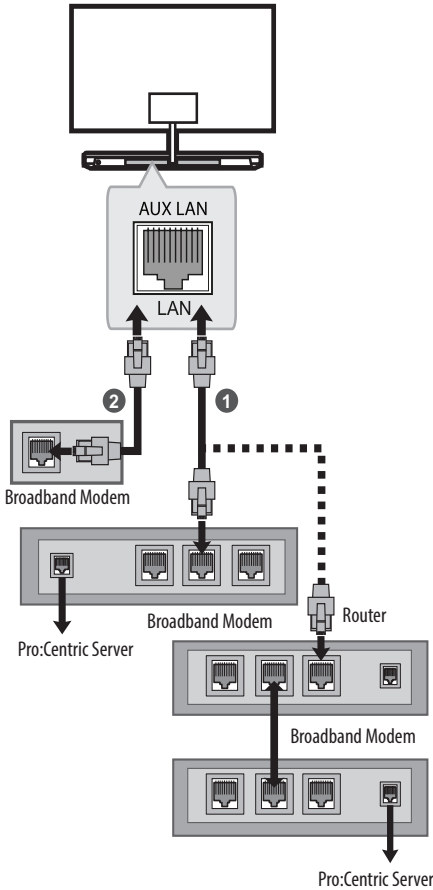 AUX LAN
LAN
2
1
Broadband Modem
Broadband Modem
Pro:Centric Server
Router
Broadband Modem
Pro:Centric Server